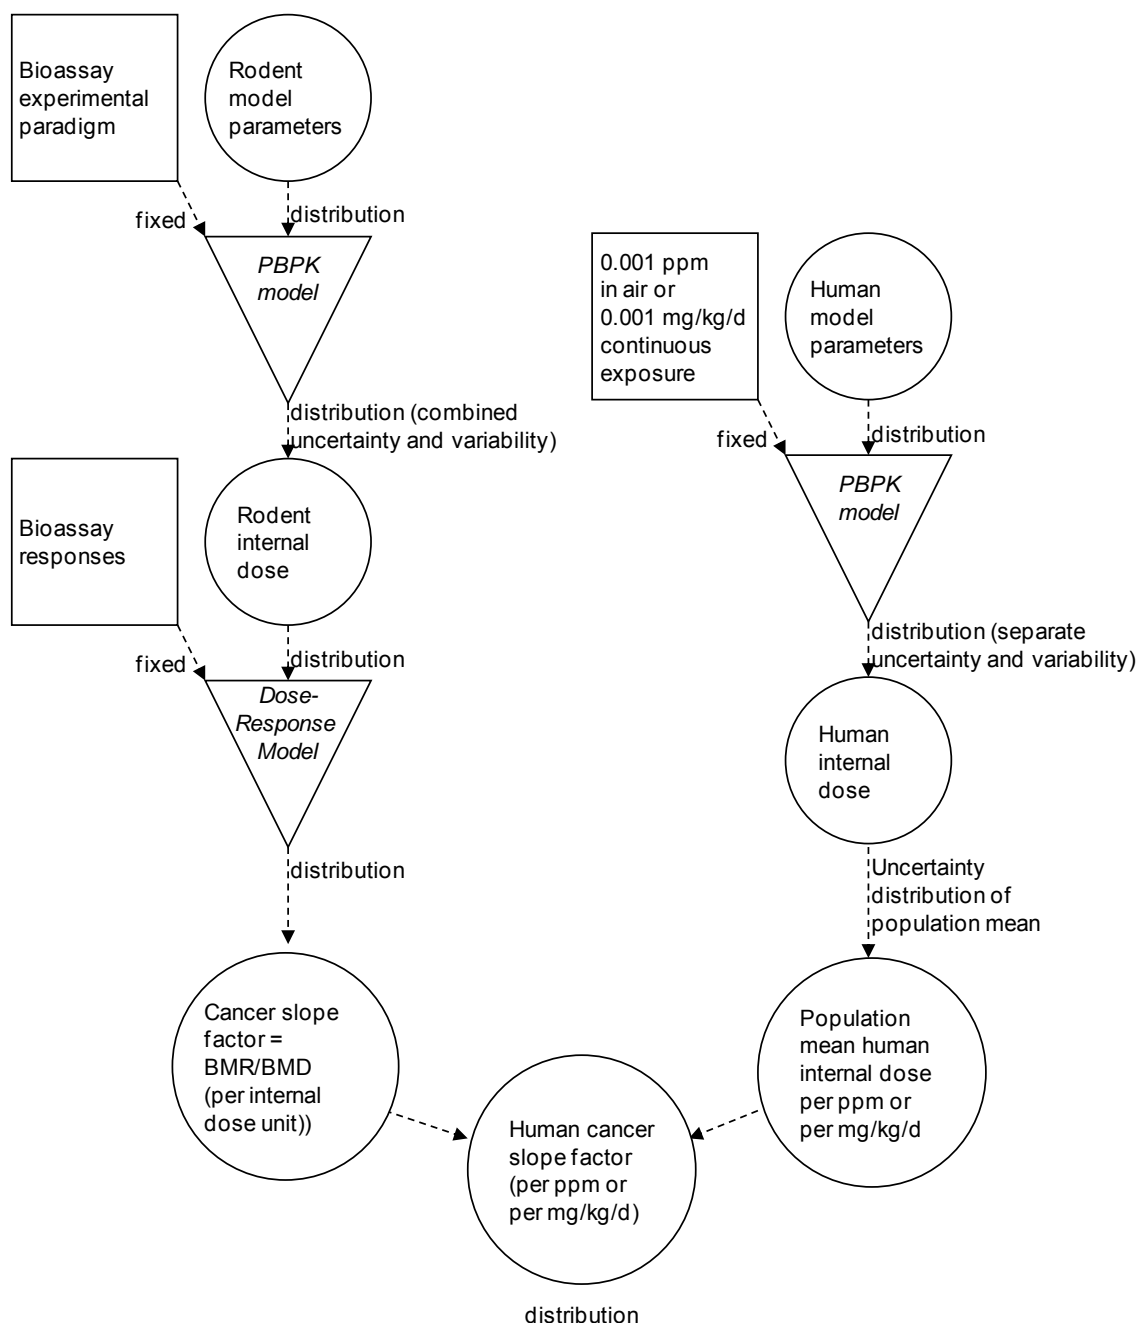 Bioassay
experimental
paradigm
Rodent
model
parameters
fixed
distribution
PBPK
model
distribution (combined
uncertainty and variability)
Bioassay
responses
Rodent
internal
dose
fixed
distribution
Dose-
Response
Model
distribution
Cancer slope
factor =
BMR/BMD
(per internal
dose unit))
0.001 ppm
in air or
0.001 mg/kg/d
continuous
exposure
Human
model
parameters
fixed
distribution
PBPK
model
distribution (separate
uncertainty and variability)
Human
internal
dose
Uncertainty
distribution of
population mean
Population
mean human
internal dose
per ppm or
per mg/kg/d
Human cancer
slope factor
(per ppm or
per mg/kg/d)
distribution